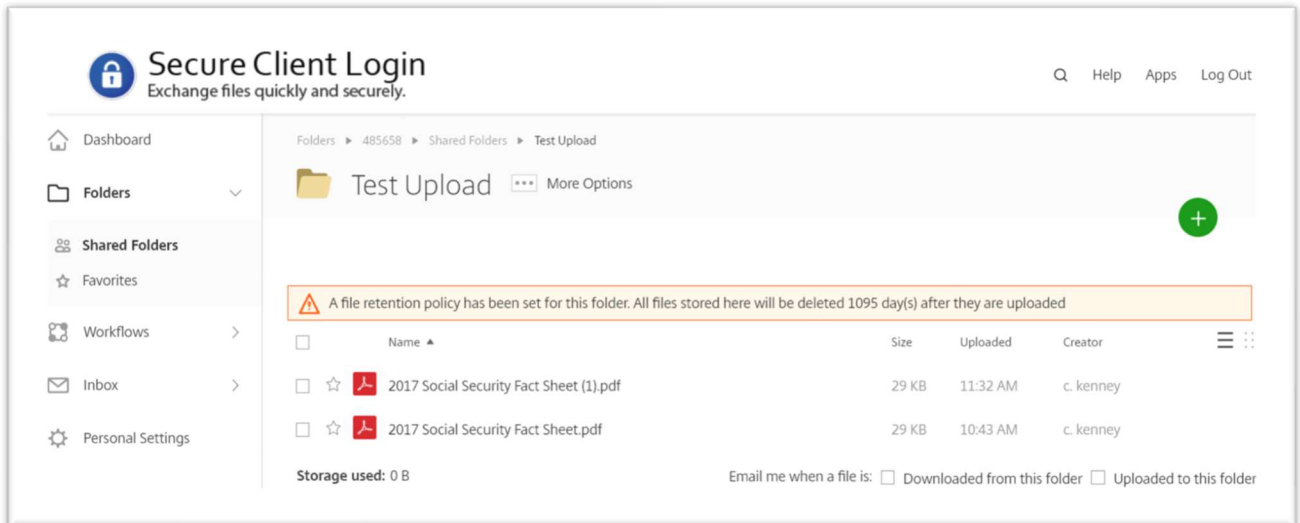 Secure Client Login
Exchange files quickly and securely.
Help Apps Log Out
Dashboard
Folders
Shared Folders
Favorites
Workflows
Inbox
Personal Settings
Folders 485658 Shared Folders Test Upload
Test Upload More Options
A file retention policy has been set for this folder. All files stored here will be deleted 1095 day(s) after they are uploaded
Name Size Uploaded Creator
2017 Social Security Fact Sheet (1).pdf 29 KB 11:32 AM c. kenney
2017 Social Security Fact Sheet.pdf 29 KB 10:43 AM c. kenney
Storage used: 0 B Email me when a file is: Downloaded from this folder Uploaded to this folder